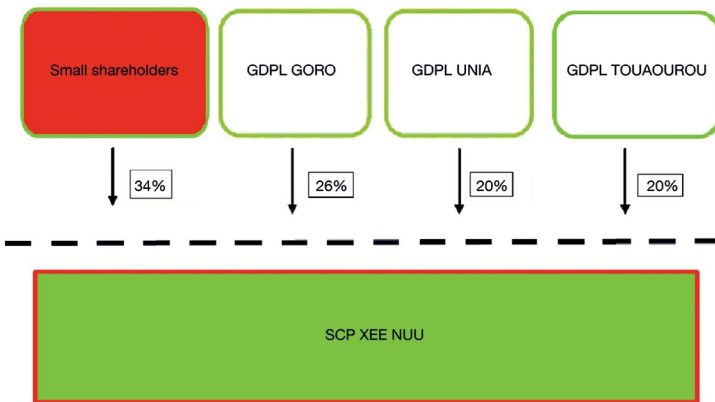 Small shareholders
GDPL GORO
GDPL UNIA
GDPL TOUAOUROU
34%
26%
20%
20%
SCP XEE NUU